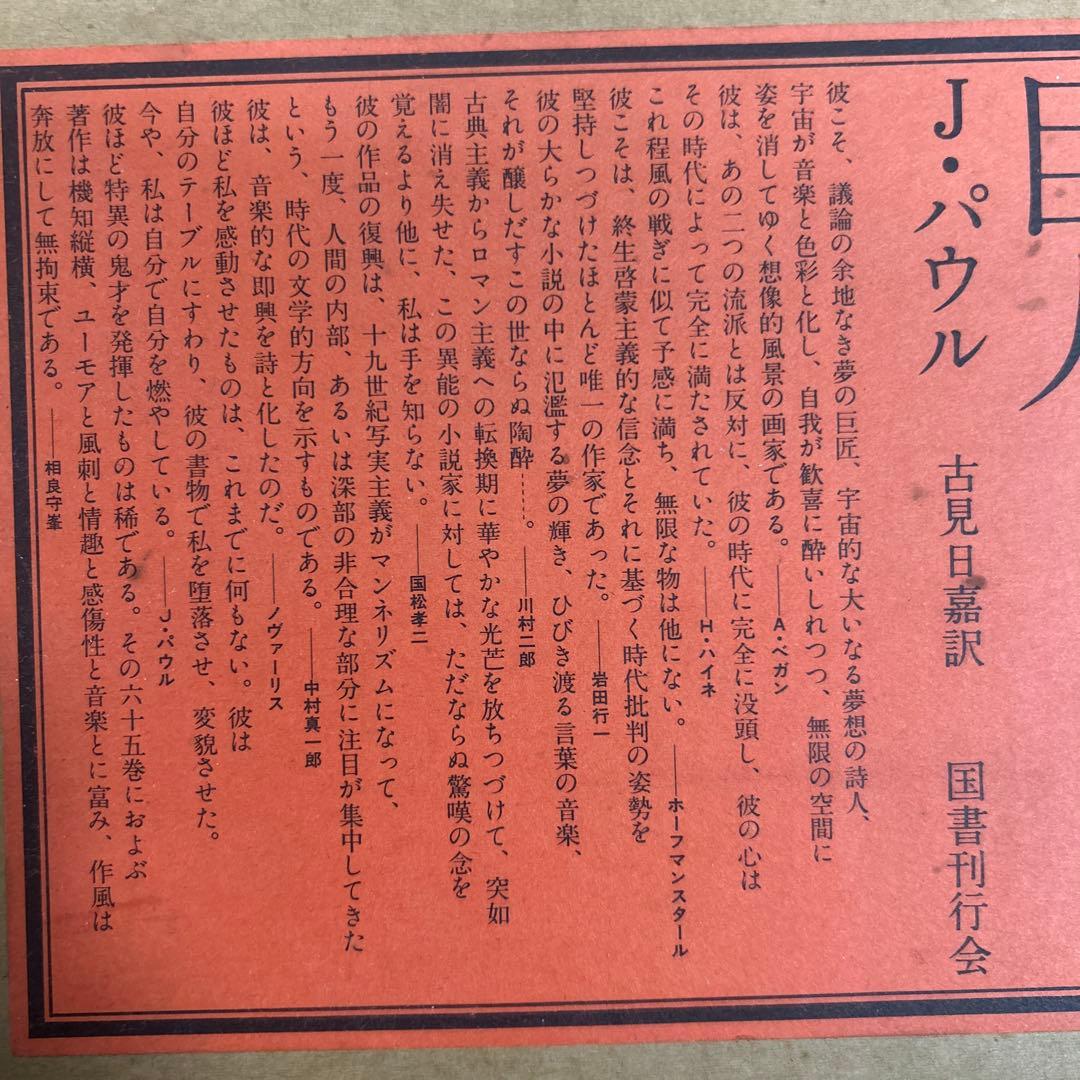 J・パウル 古見日嘉訳 国書刊行会
彼こそ、議論の余地なき夢の巨匠、宇宙的な大いなる夢想の詩人、
宇宙が音楽と色彩と化し、自我が歓喜に酔いしれつつ、無限の空間に
姿を消してゆく想像的風景の画家である。——A・ベガン
彼は、あの二つの流派とは反対に、彼の時代に完全に没頭し、彼の心は
その時代によって完全に満たされていた。——H・ハイネ
これ程風の戦ぎに似て予感に満ち、無限な物は他にない。——ホーフマンスタール
彼こそは、終生啓蒙主義的な信念とそれに基づく時代批判の姿勢を
堅持しつづけたほとんど唯一の作家であった。——岩田行一
彼の大らかな小説の中に氾濫する夢の輝き、ひびき渡る言葉の音楽、
それが醸しだすこの世ならぬ陶酔……。——川村二郎
古典主義からロマン主義への転換期に華やかな光芒を放ちつづけて、突如
闇に消え失せた、この異能の小説家に対しては、ただならぬ驚嘆の念を
覚えるより他に、私は手を知らない。——国松孝二
彼の作品の復興は、十九世紀写実主義がマンネリズムになって、
もう一度、人間の内部、あるいは深部の非合理な部分に注目が集中してきた
という、時代の文学的方向を示すものである。——中村真一郎
彼は、音楽的な即興を詩と化したのだ。——ノヴァーリス
彼ほど私を感動させたものは、これまでに何もない。彼は
自分のテーブルにすわり、彼の書物で私を堕落させ、変貌させた。
今や、私は自分で自分を燃やしている。——J・パウル
彼ほど特異の鬼才を発揮したものは稀である。その六十五巻におよぶ
著作は機知縦横、ユーモアと風刺と情趣と感傷性と音楽とに富み、作風は
奔放にして無拘束である。——相良守峯